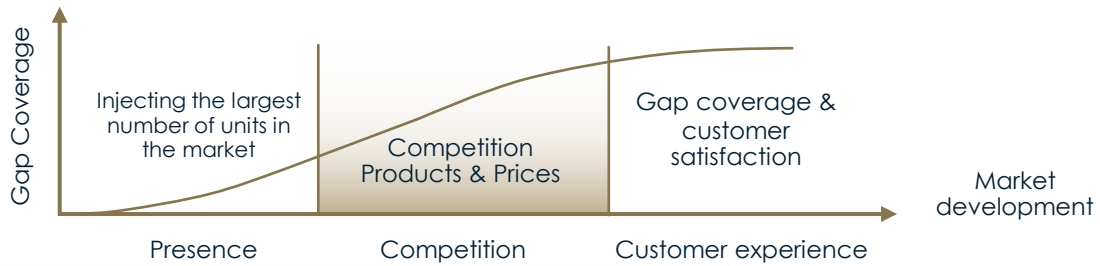 Gap Coverage
Injecting the largest
number of units in
the market
Competition
Products & Prices
Gap coverage &
customer
satisfaction
Market
development
Presence
Competition
Customer experience